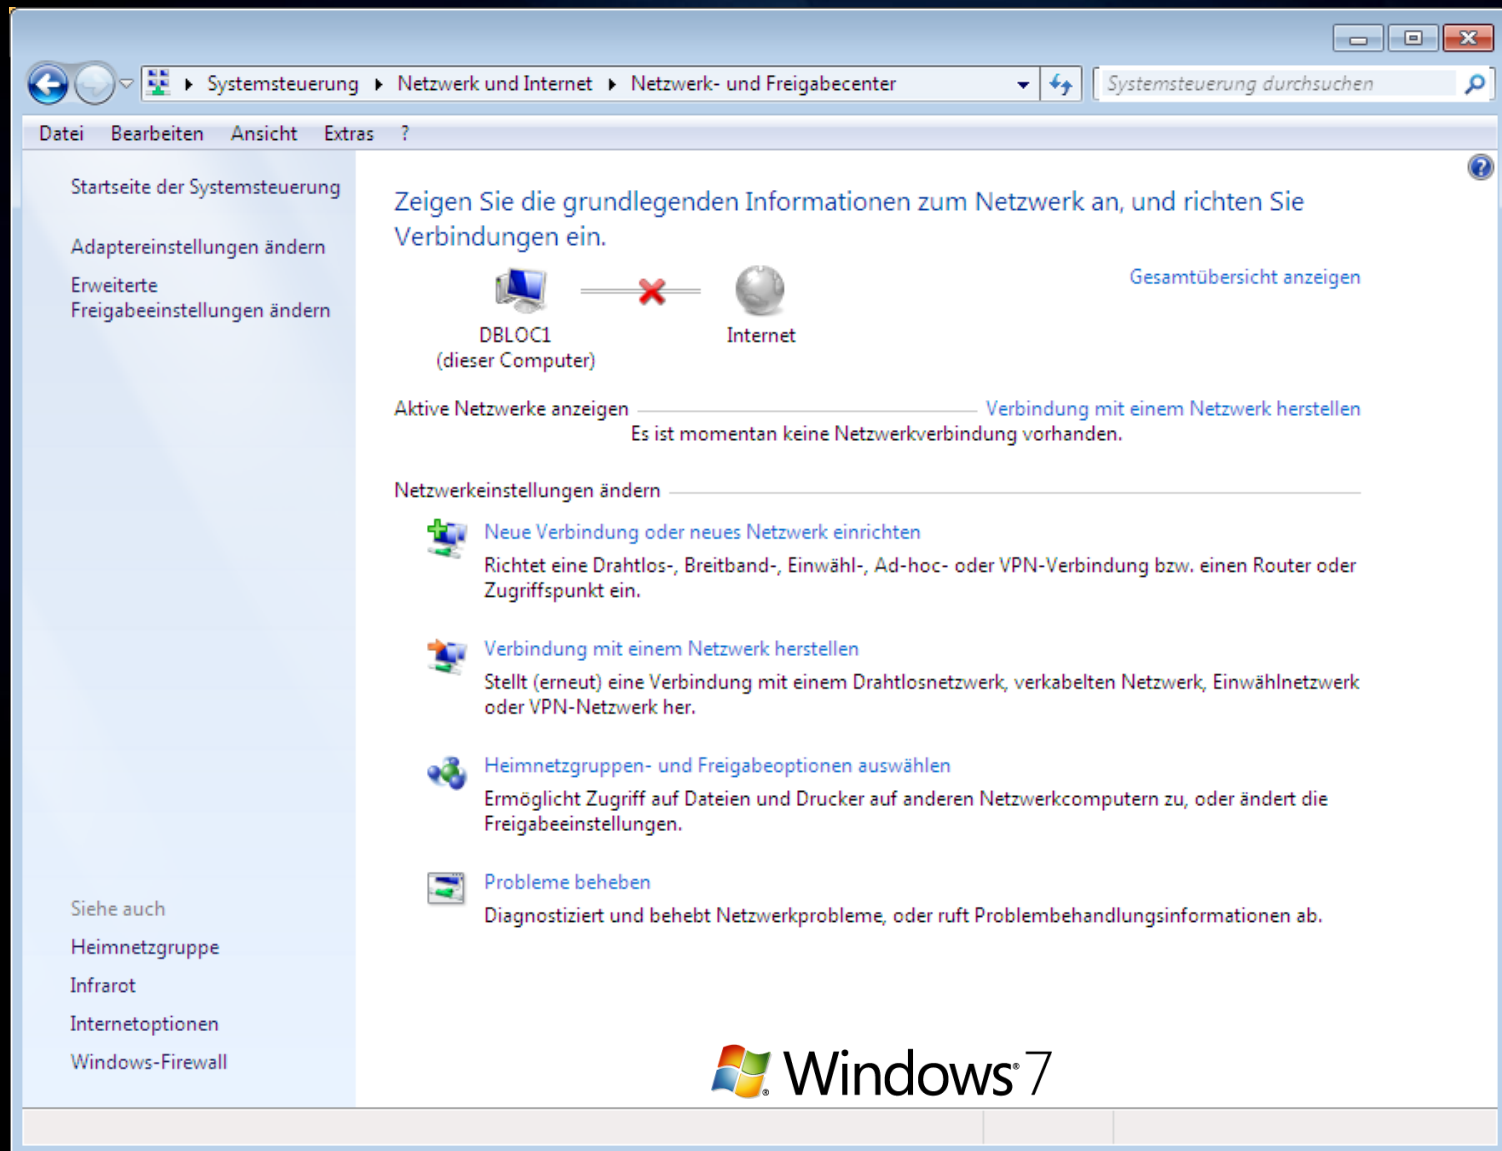 Systemsteuerung Netzwerk und Internet Netzwerk- und Freigabecenter
Systemsteuerung durchsuchen
Datei Bearbeiten Ansicht Extras ?
Startseite der Systemsteuerung
Adaptereinstellungen ändern
Erweiterte
Freigabeeinstellungen ändern
Siehe auch
Heimnetzgruppe
Infrarot
Internetoptionen
Windows-Firewall
Zeigen Sie die grundlegenden Informationen zum Netzwerk an, und richten Sie
Verbindungen ein.
DBLOC1
(dieser Computer)
Internet
Gesamtübersicht anzeigen
Aktive Netzwerke anzeigen
Verbindung mit einem Netzwerk herstellen
Es ist momentan keine Netzwerkverbindung vorhanden.
Netzwerkeinstellungen ändern
Neue Verbindung oder neues Netzwerk einrichten
Richtet eine Drahtlos-, Breitband-, Einwähl-, Ad-hoc- oder VPN-Verbindung bzw. einen Router oder
Zugriffspunkt ein.
Verbindung mit einem Netzwerk herstellen
Stellt (erneut) eine Verbindung mit einem Drahtlosnetzwerk, verkabelten Netzwerk, Einwählnetzwerk
oder VPN-Netzwerk her.
Heimnetzgruppen- und Freigabeoptionen auswählen
Ermöglicht Zugriff auf Dateien und Drucker auf anderen Netzwerkcomputern zu, oder ändert die
Freigabeeinstellungen.
Probleme beheben
Diagnostiziert und behebt Netzwerkprobleme, oder ruft Problembehandlungsinformationen ab.
Windows® 7